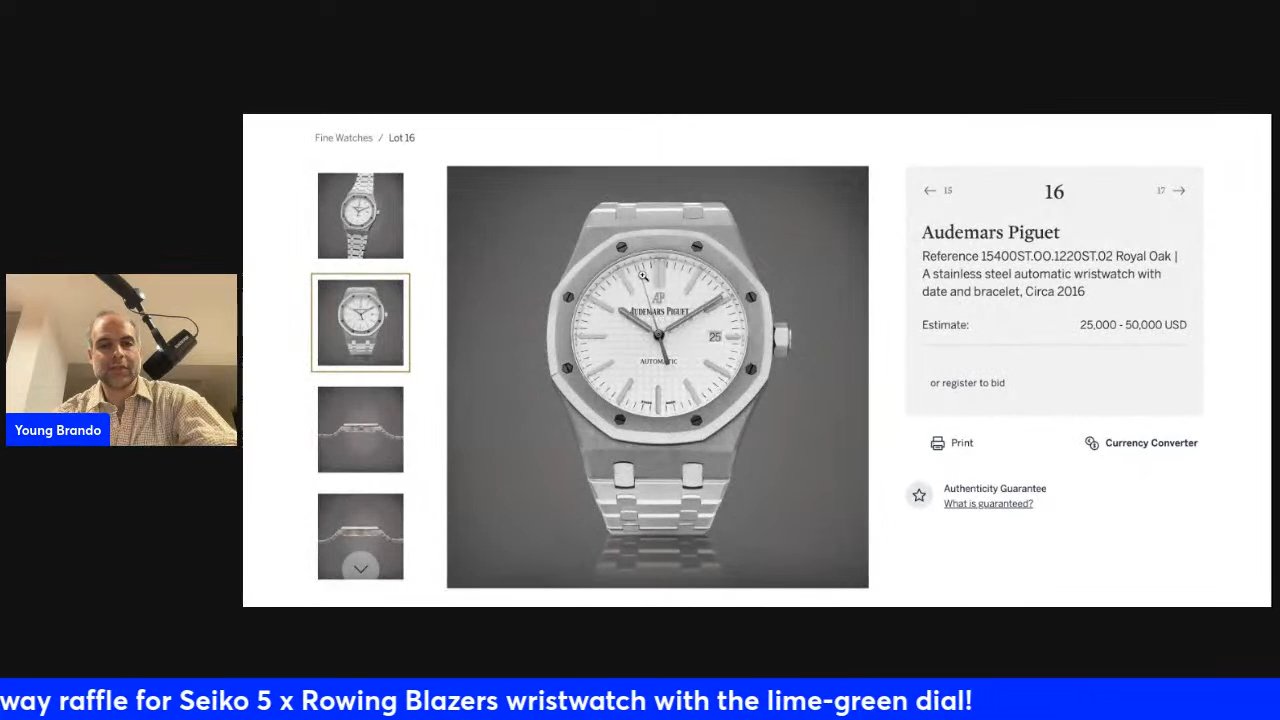 Fine Watches / Lot 16
15
16
17
Audemars Piguet
Reference 15400ST.OO.1220ST.02 Royal Oak |
A stainless steel automatic wristwatch with
date and bracelet, Circa 2016
Estimate: 25,000 - 50,000 USD
or register to bid
Print
Currency Converter
Authenticity Guarantee
What is guaranteed?
AP
AUDEMARS PIGUET
25
AUTOMATIC
Young Brando
way raffle for Seiko 5 x Rowing Blazers wristwatch with the lime-green dial!